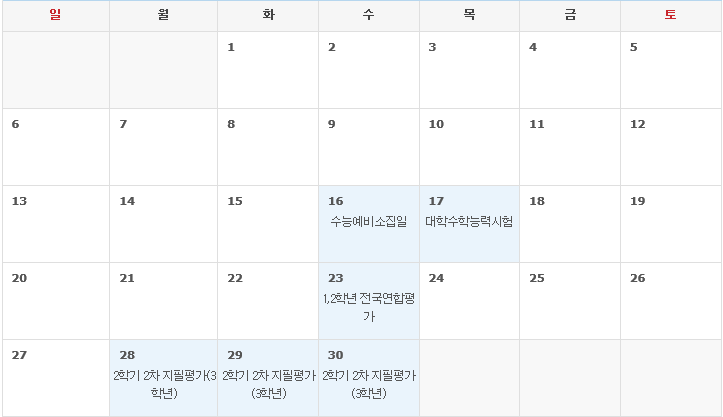 일 월 화 수 목 금 토
1 2 3 4 5
6 7 8 9 10 11 12
13 14 15 16 17 18 19
수능예비소집일 대학수학능력시험
20 21 22 23 24 25 26
1,2학년 전국연합평
가
27 28 29 30
2학기 2차 지필평가(3 2학기 2차 지필평가 2학기 2차 지필평가
학년) (3학년) (3학년)